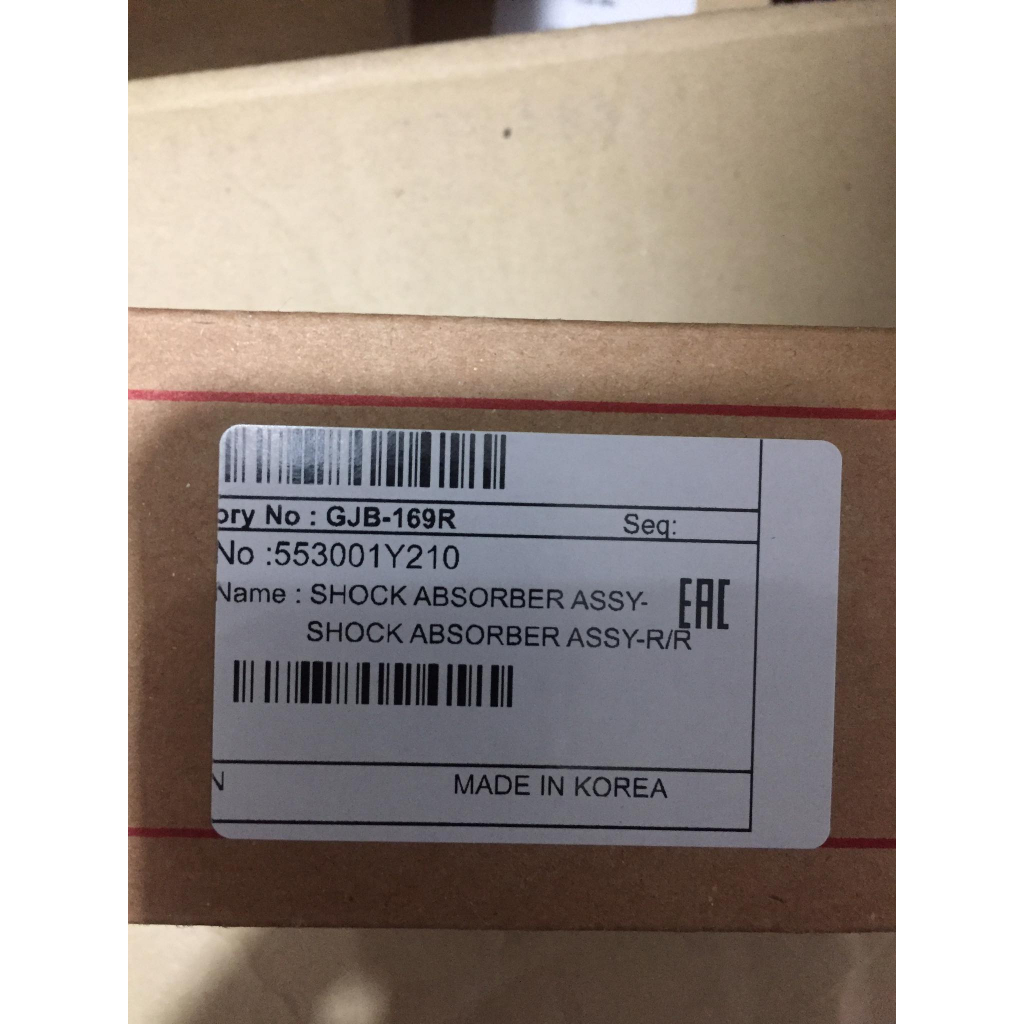 ory No : GJB-169R
Seq:
No :553001Y210
Name : SHOCK ABSORBER ASSY-
EAC
SHOCK ABSORBER ASSY-R/R
N
MADE IN KOREA